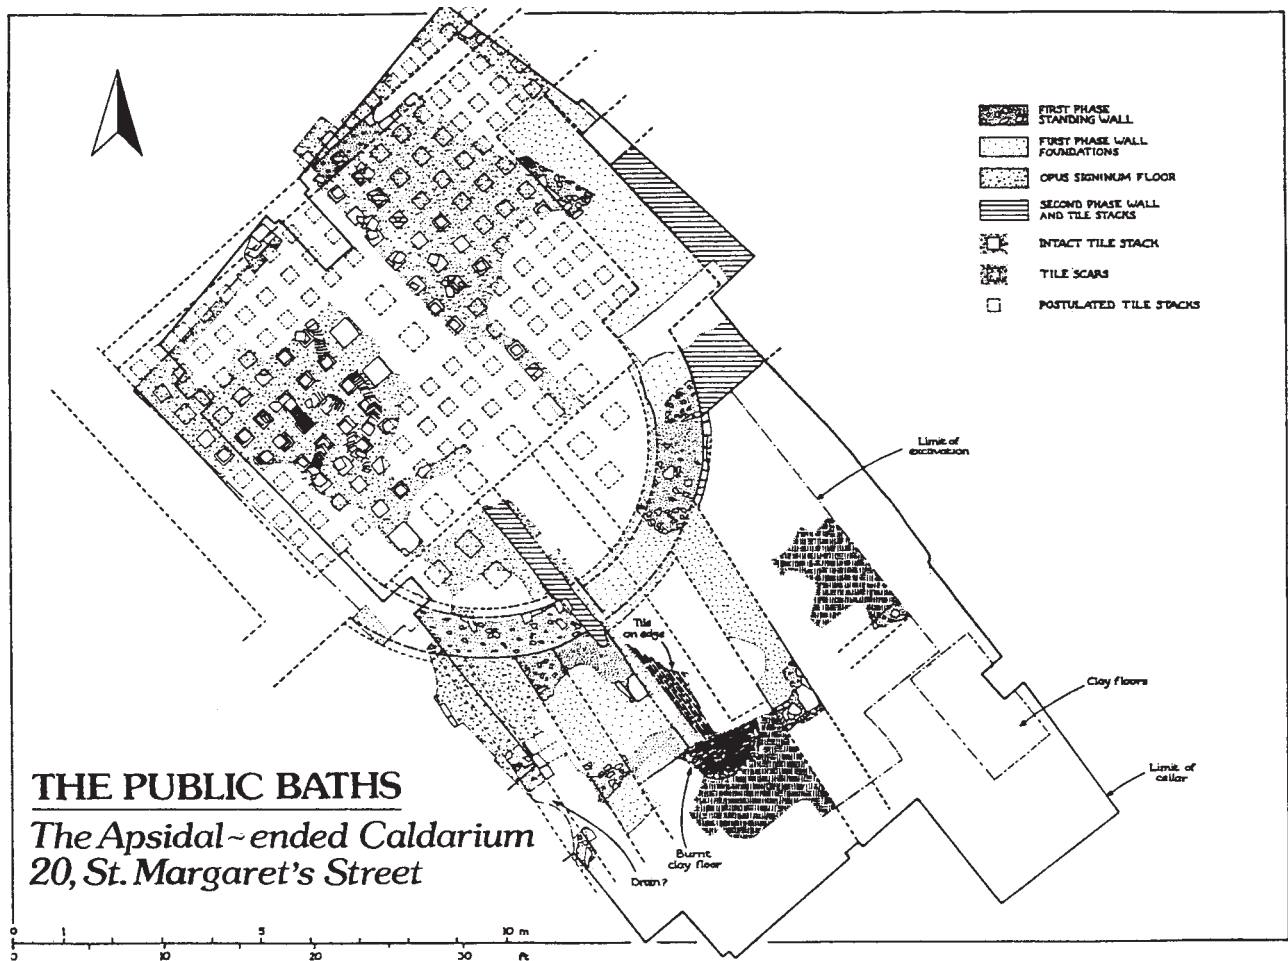 FIRST PHASE
STANDING WALL
FIRST PHASE WALL
FOUNDATIONS
OPUS SIGNINUM FLOOR
SECOND PHASE WALL
AND TILE STACKS
INTACT TILE STACK
TILE SCARS
POSTULATED TILE STACKS
Limit of
excavation
Tile
on edge
Clay floors
Limit of
cellar
Burnt
clay floor
Drain?
THE PUBLIC BATHS
The Apsidal~ended Caldarium
20, St. Margaret's Street
0 1 5 10 m
0 10 20 30 ft